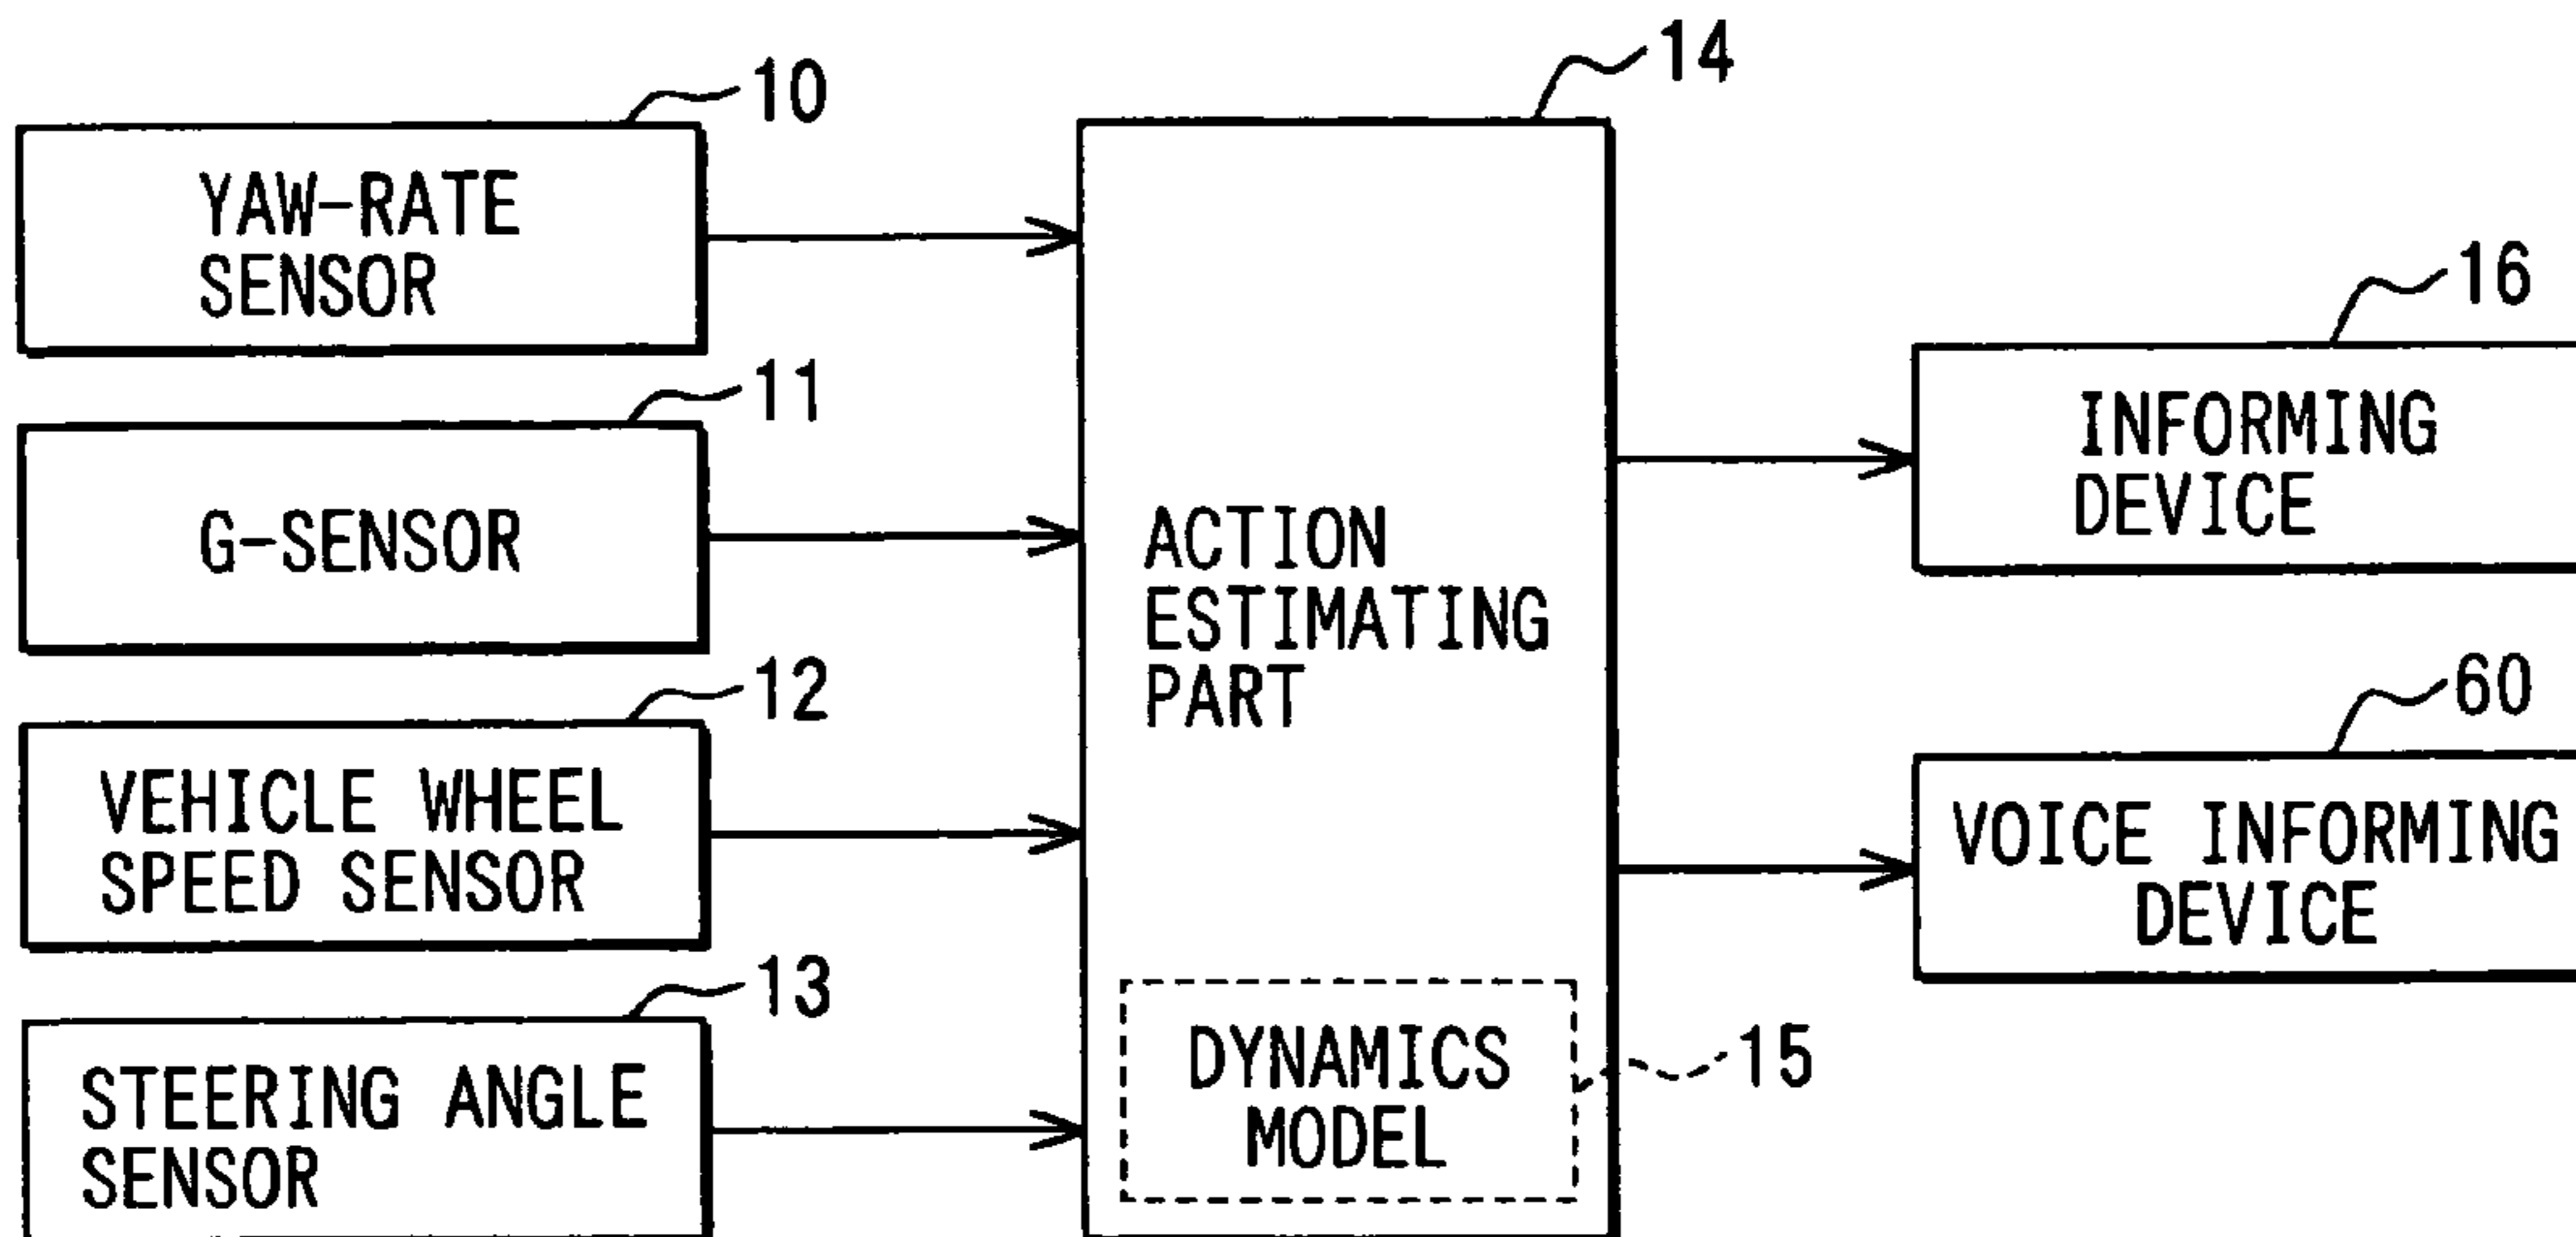 10
YAW-RATE
SENSOR
11
G-SENSOR
12
VEHICLE WHEEL
SPEED SENSOR
13
STEERING ANGLE
SENSOR
14
ACTION
ESTIMATING
PART
DYNAMICS
MODEL
15
16
INFORMING
DEVICE
60
VOICE INFORMING
DEVICE